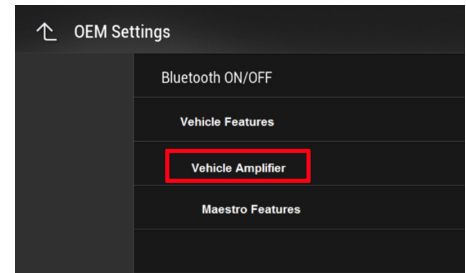 OEM Settings
Bluetooth ON/OFF
Vehicle Features
Vehicle Amplifier
Maestro Features